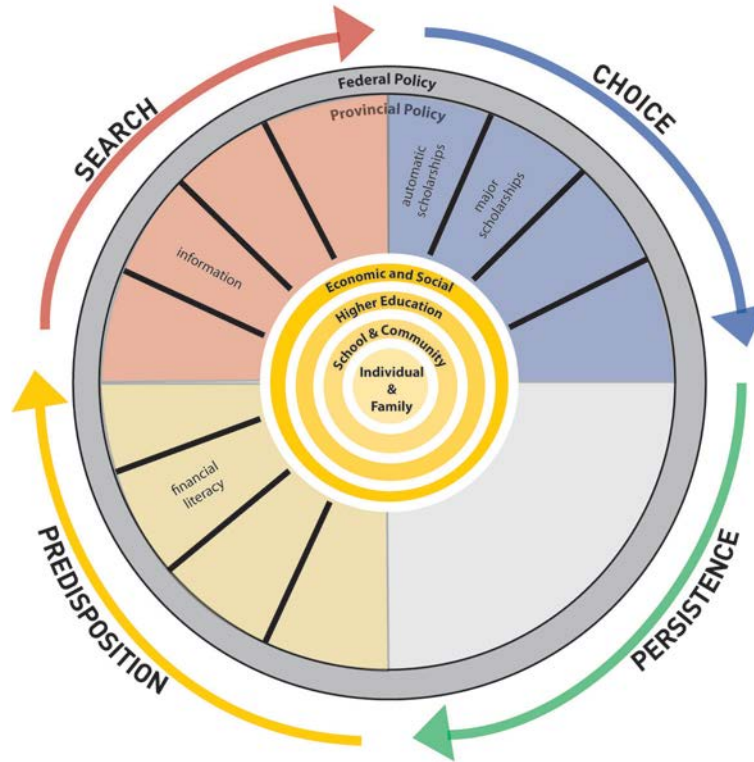 SEARCH
CHOICE
Federal Policy
Provincial Policy
automatic
scholarships
major
scholarships
information
Economic and Social
Higher Education
School & Community
Individual
&
Family
financial
literacy
PREDISPOSITION
PERSISTENCE